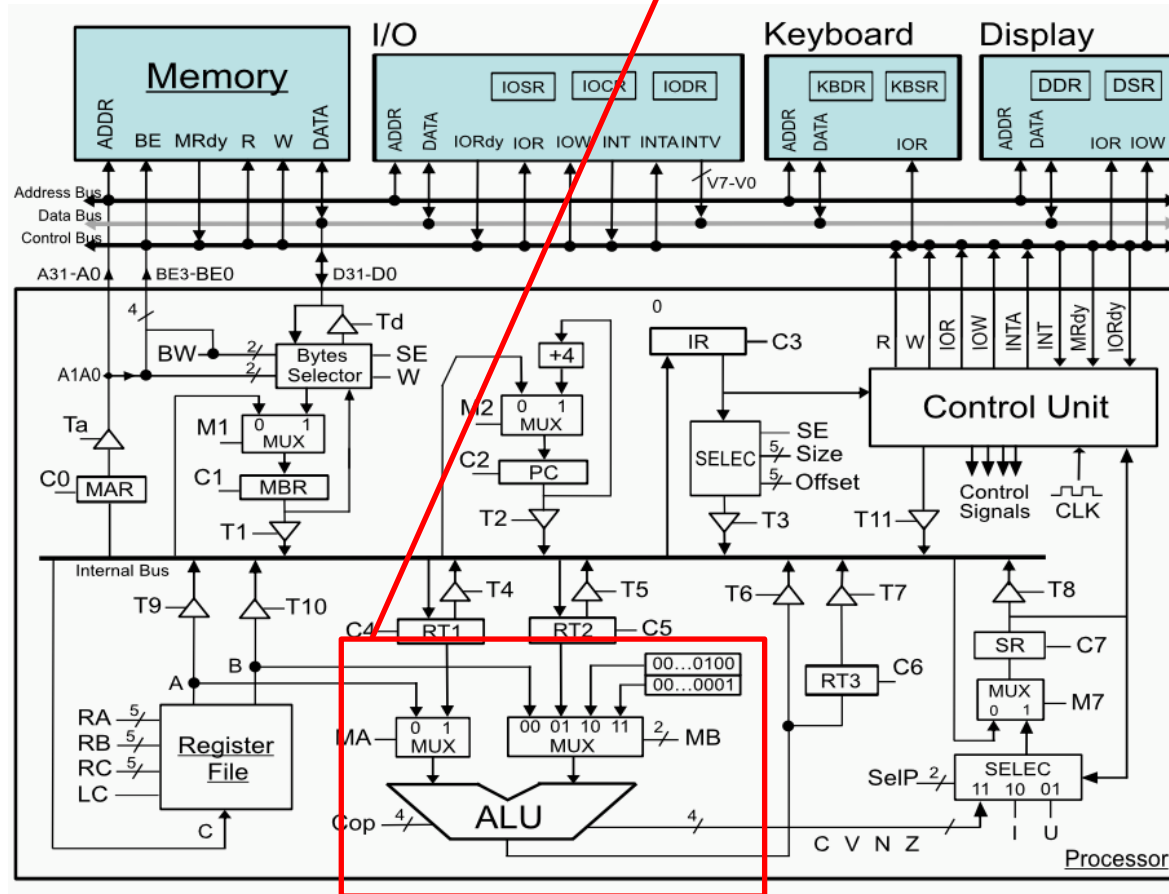 I/O Keyboard Display
Memory
IOSR IOCR IODR KBDR KBSR DDR DSR
ADDR BE MRdy R W DATA
ADDR DATA IORdy IOR IOW INT INTA INTV
ADDR DATA IOR
ADDR DATA IOR IOW
V7-V0
Address Bus
Data Bus
Control Bus
A31-A0 BE3-BE0 D31-D0
0
4 Td
BW 2 Bytes Selector SE
A1A0 2 W
+4
IR C3
R W IOR IOW INTA INT MRdy IORdy
Control Unit
Ta
M1 0 1 MUX
M2 0 1 MUX
SELEC SE
5 Size
5 Offset
C0 MAR
C1 MBR
C2 PC
Control Signals
CLK
T1 T2 T3 T11
Internal Bus
T9 T10 T4 T5 T6 T7 T8
C4 RT1 RT2 C5
SR C7
A B
00...0100
00...0001
RT3 C6
MUX 0 1 M7
RA 5
RB 5
RC 5
LC
Register File
MA 0 1 MUX
00 01 10 11 MUX 2 MB
SelP 2 SELEC 11 10 01
Cop 4 ALU 4
C
C V N Z
I U
Processor